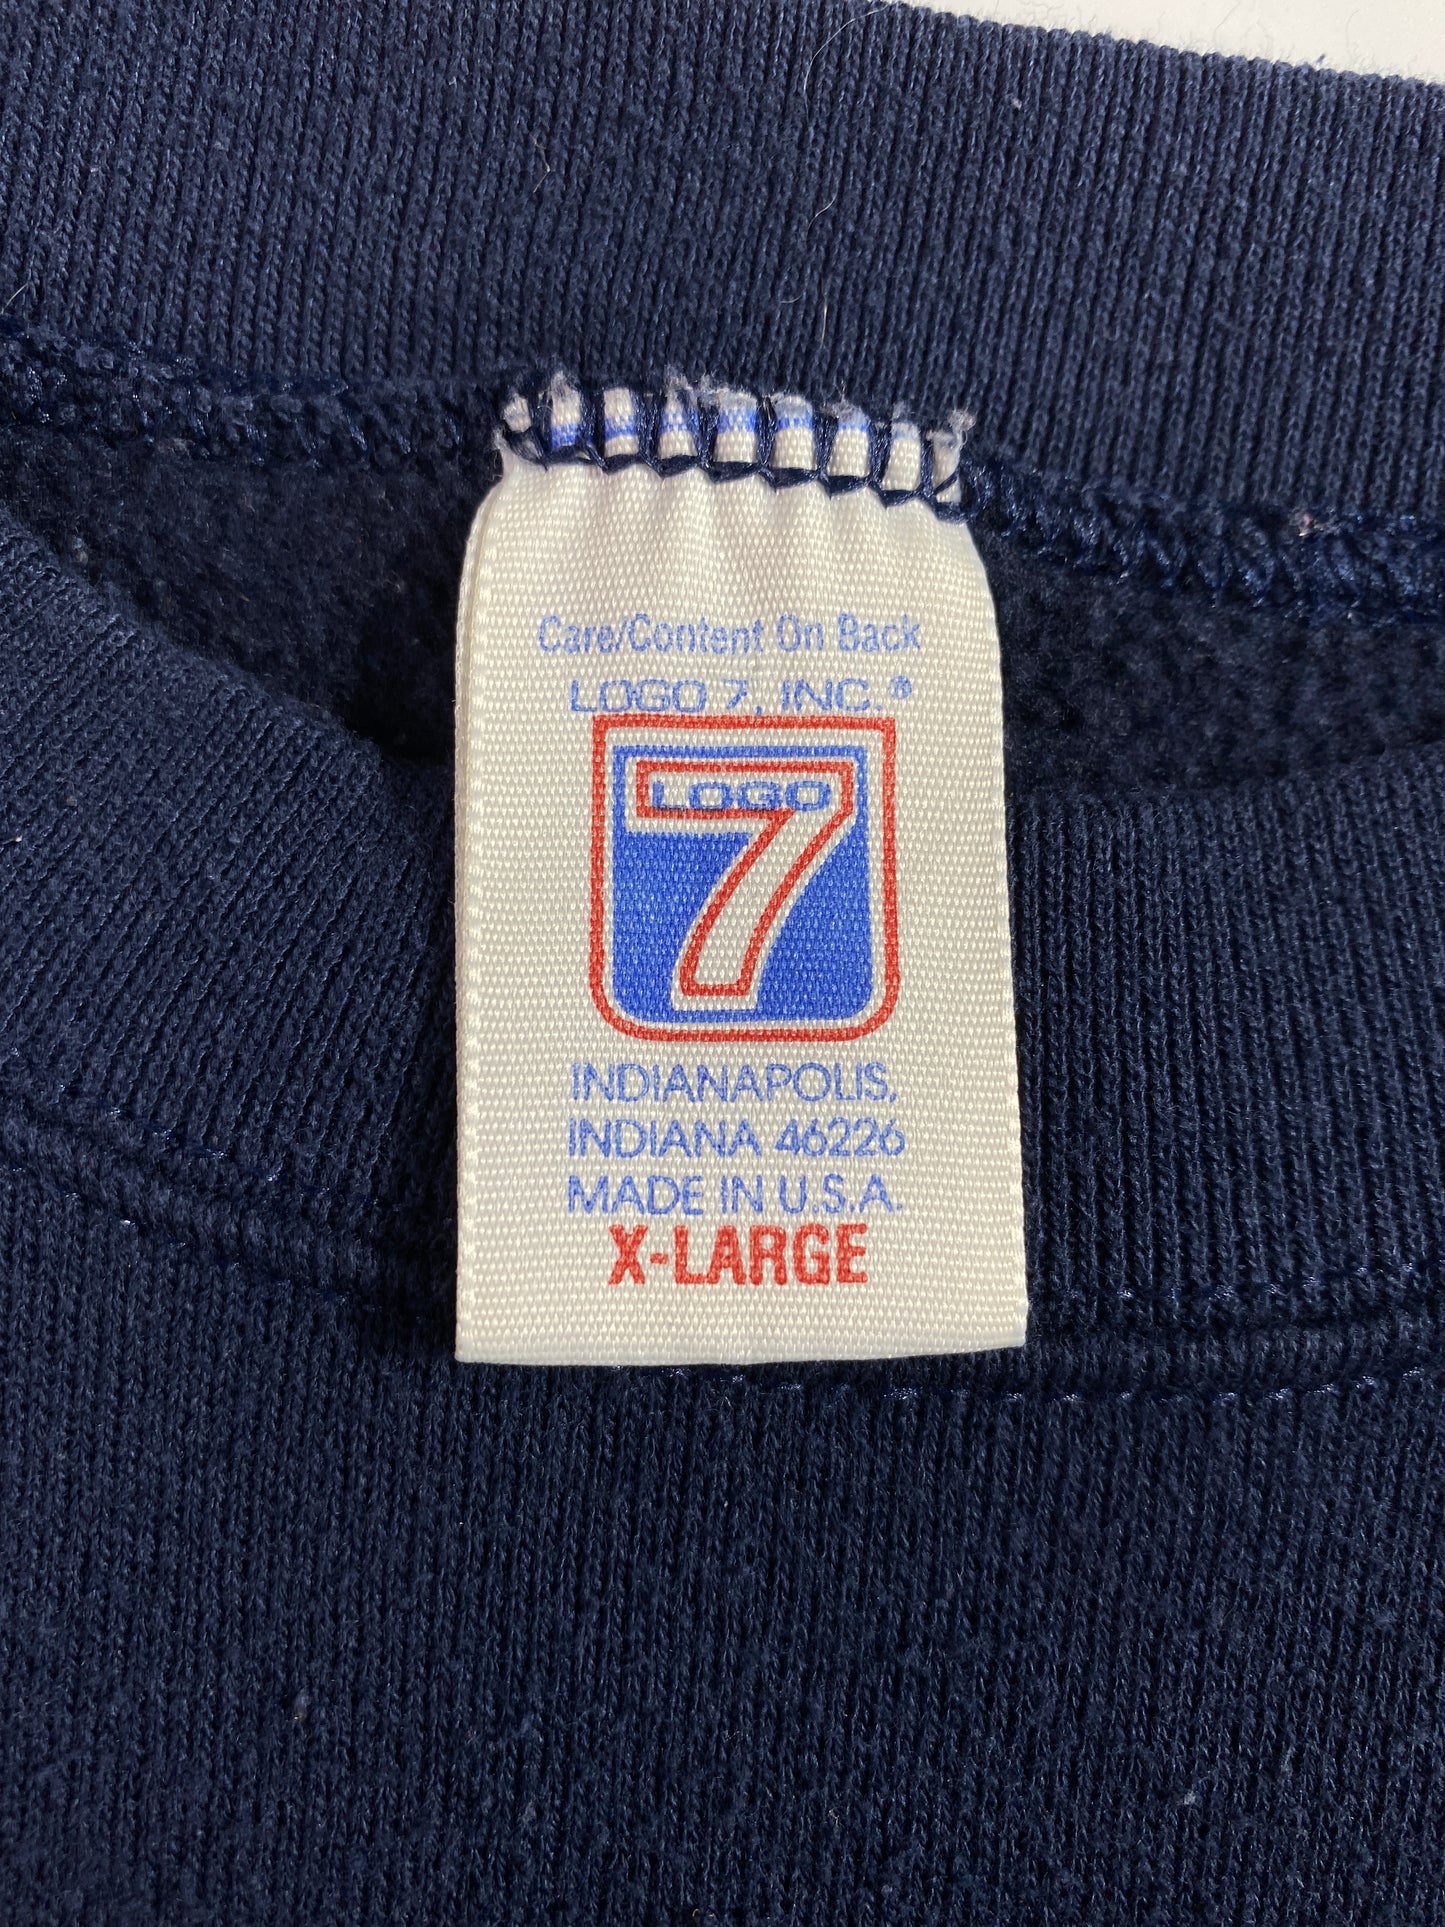 Care/Content On Back
LOGO 7, INC.®
LOGO
7
INDIANAPOLIS,
INDIANA 46226
MADE IN U.S.A.
X-LARGE